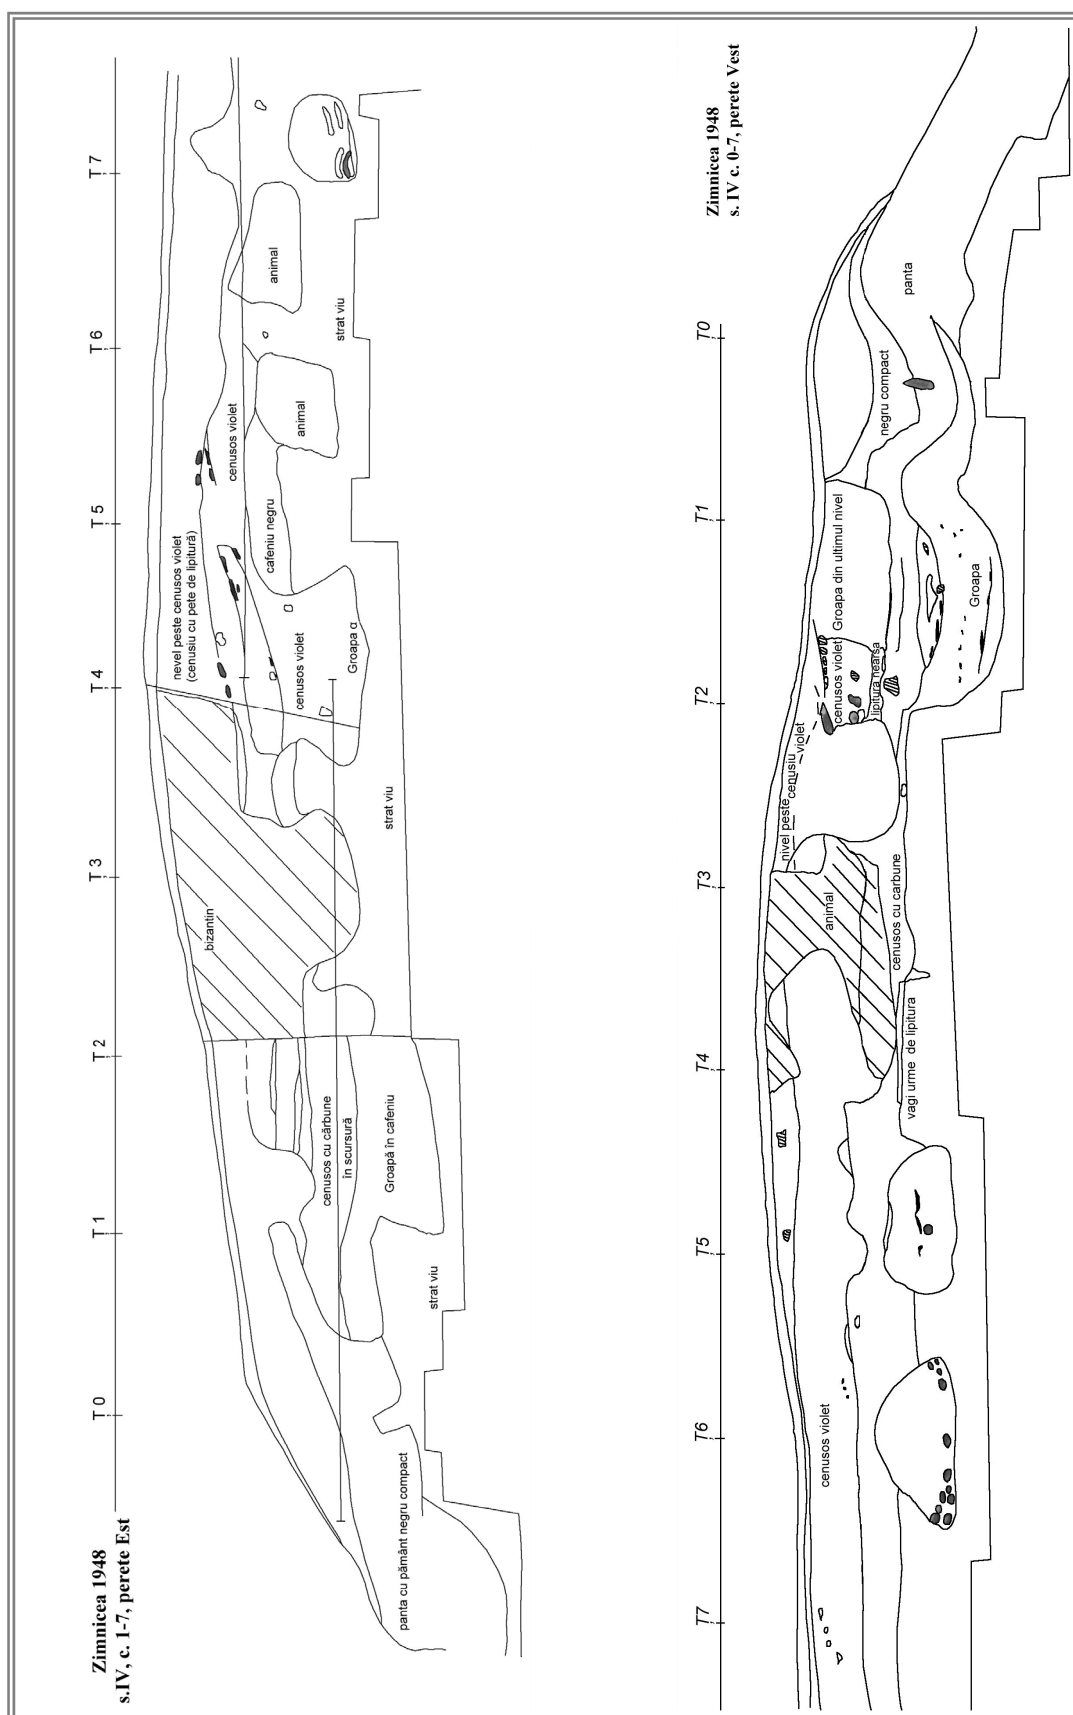 Zimnicea 1948
s.IV, c. 1-7, perete Est
T 0
T 1
T 2
T 3
T 4
T 5
T 6
T 7
panta cu pământ negru compact
strat viu
Groapă în cafeniu
cenusos cu cărbune
în scursură
bizantin
strat viu
nevel peste cenusos violet
(cenusiu cu pete de lipitură)
cenusos violet
Groapa α
cafeniu negru
cenusos violet
animal
strat viu
animal
Zimnicea 1948
s. IV c. 0-7, perete Vest
T0
T1
T2
T3
T4
T5
T6
T7
panta
negru compact
Groapa din ultimul nivel
Groapa
cenusos violet
lipitura nearsa
nivel peste
cenusiu
violet
animal
cenusos cu carbune
vagi urme de lipitura
cenusos violet